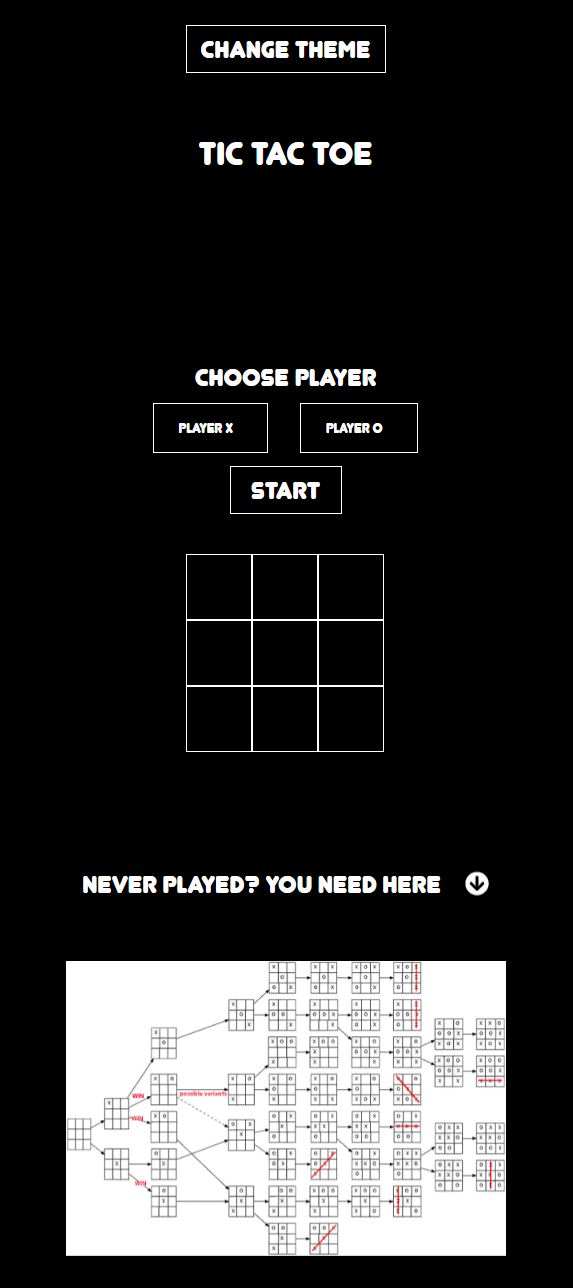 CHANGE THEME
TIC TAC TOE
CHOOSE PLAYER
PLAYER X
PLAYER O
START
NEVER PLAYED? YOU NEED HERE
WIN
possible variants
WIN
WIN